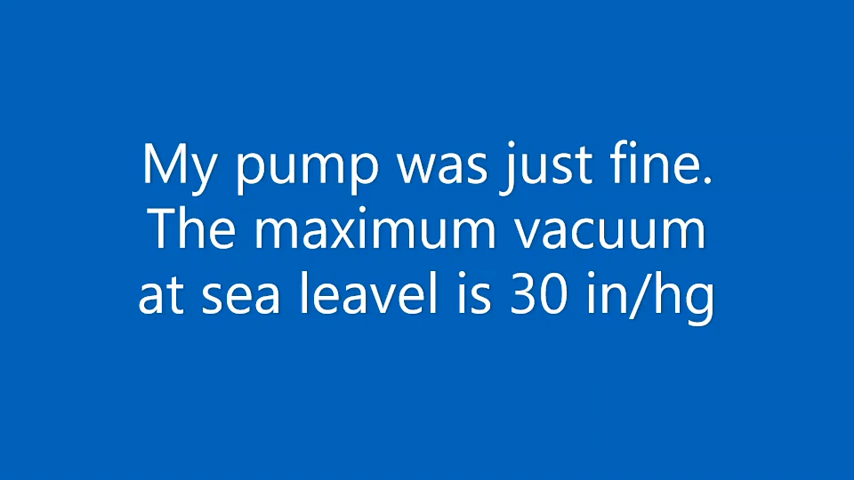 My pump was just fine.
The maximum vacuum
at sea leavel is 30 in/hg